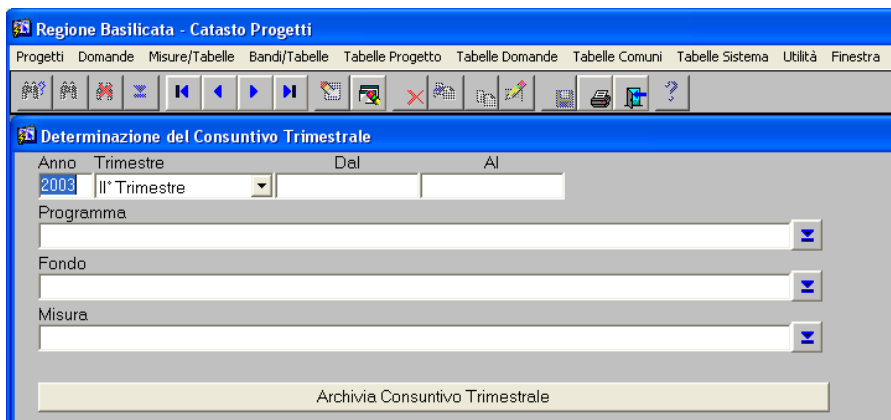 Regione Basilicata - Catasto Progetti
Progetti Domande Misure/Tabelle Bandi/Tabelle Tabelle Progetto Tabelle Domande Tabelle Comuni Tabelle Sistema Utilità Finestra
Determinazione del Consuntivo Trimestrale
Anno Trimestre Dal Al
2003 II° Trimestre
Programma
Fondo
Misura
Archivia Consuntivo Trimestrale